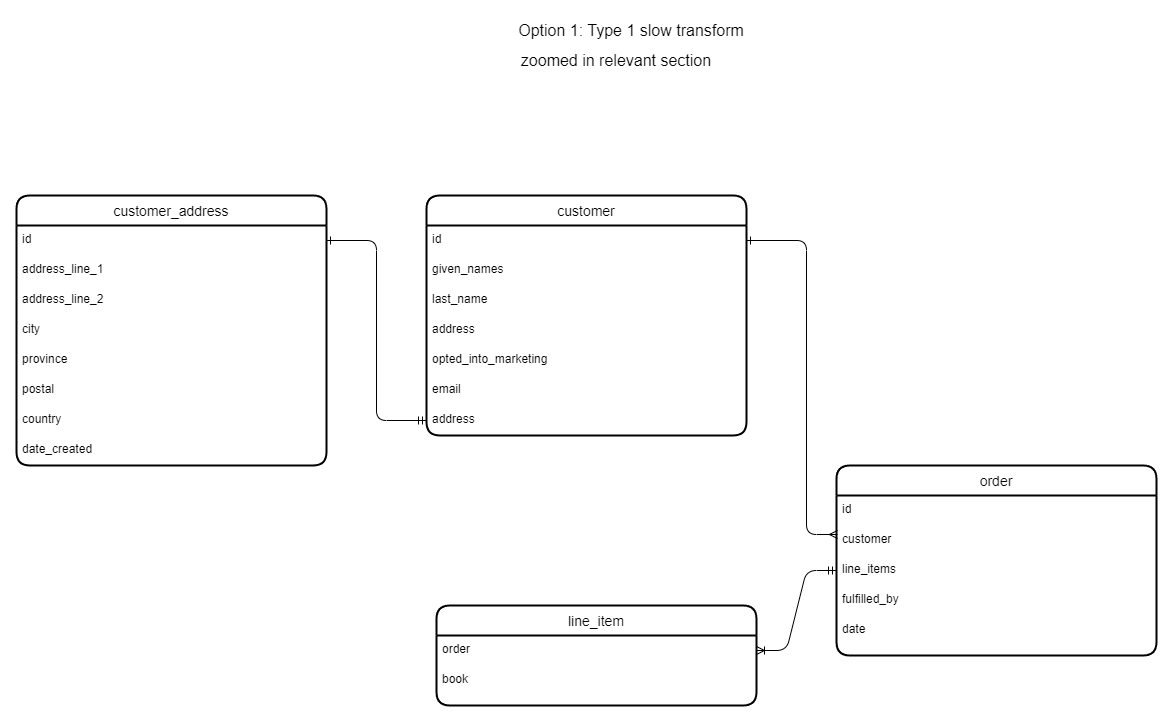 Option 1: Type 1 slow transform
zoomed in relevant section
customer_address
id
address_line_1
address_line_2
city
province
postal
country
date_created
customer
id
given_names
last_name
address
opted_into_marketing
email
address
order
id
customer
line_items
fulfilled_by
date
line_item
order
book